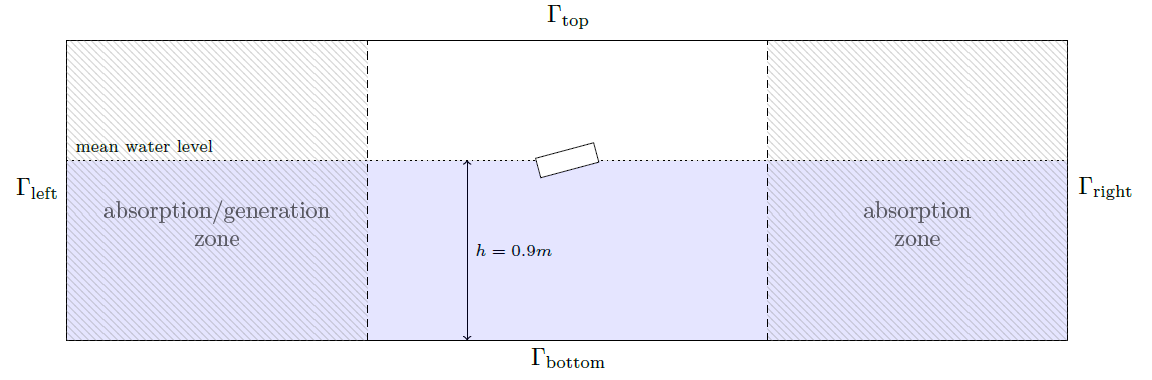 Γtop
mean water level
Γleft
Γright
absorption/generation
zone
absorption
zone
h = 0.9m
Γbottom